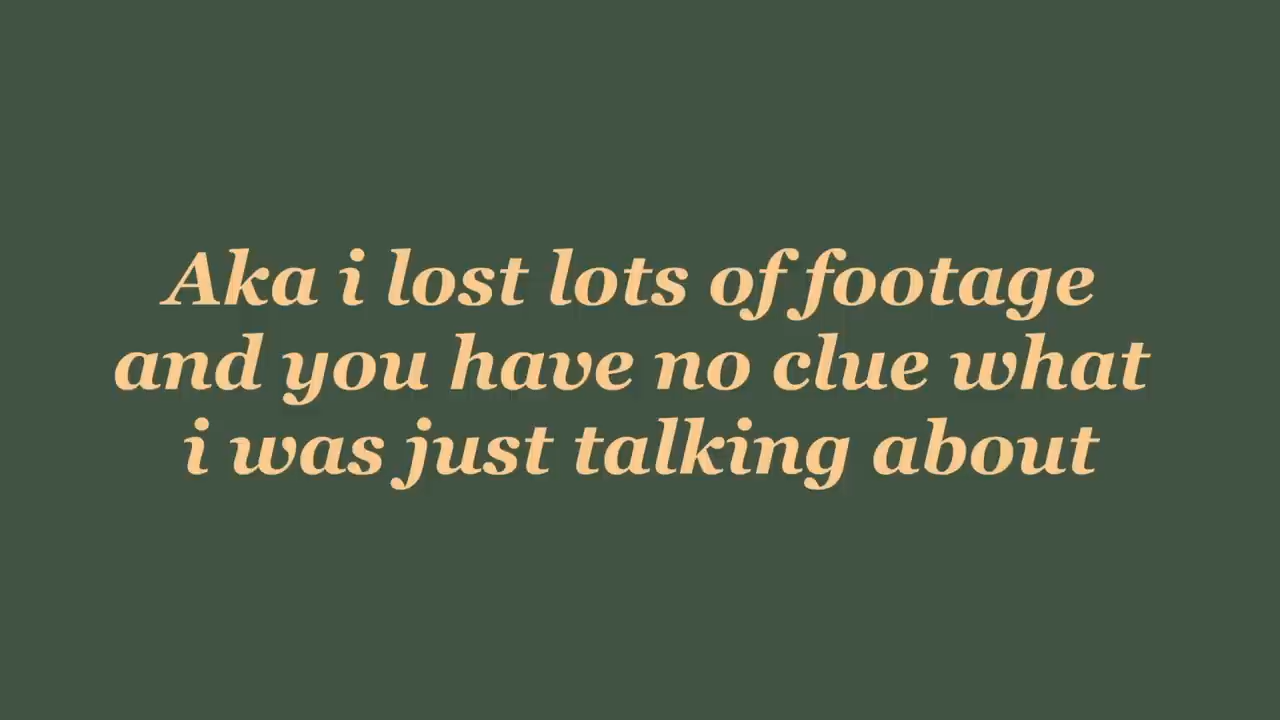 Aka i lost lots of footage
and you have no clue what
i was just talking about